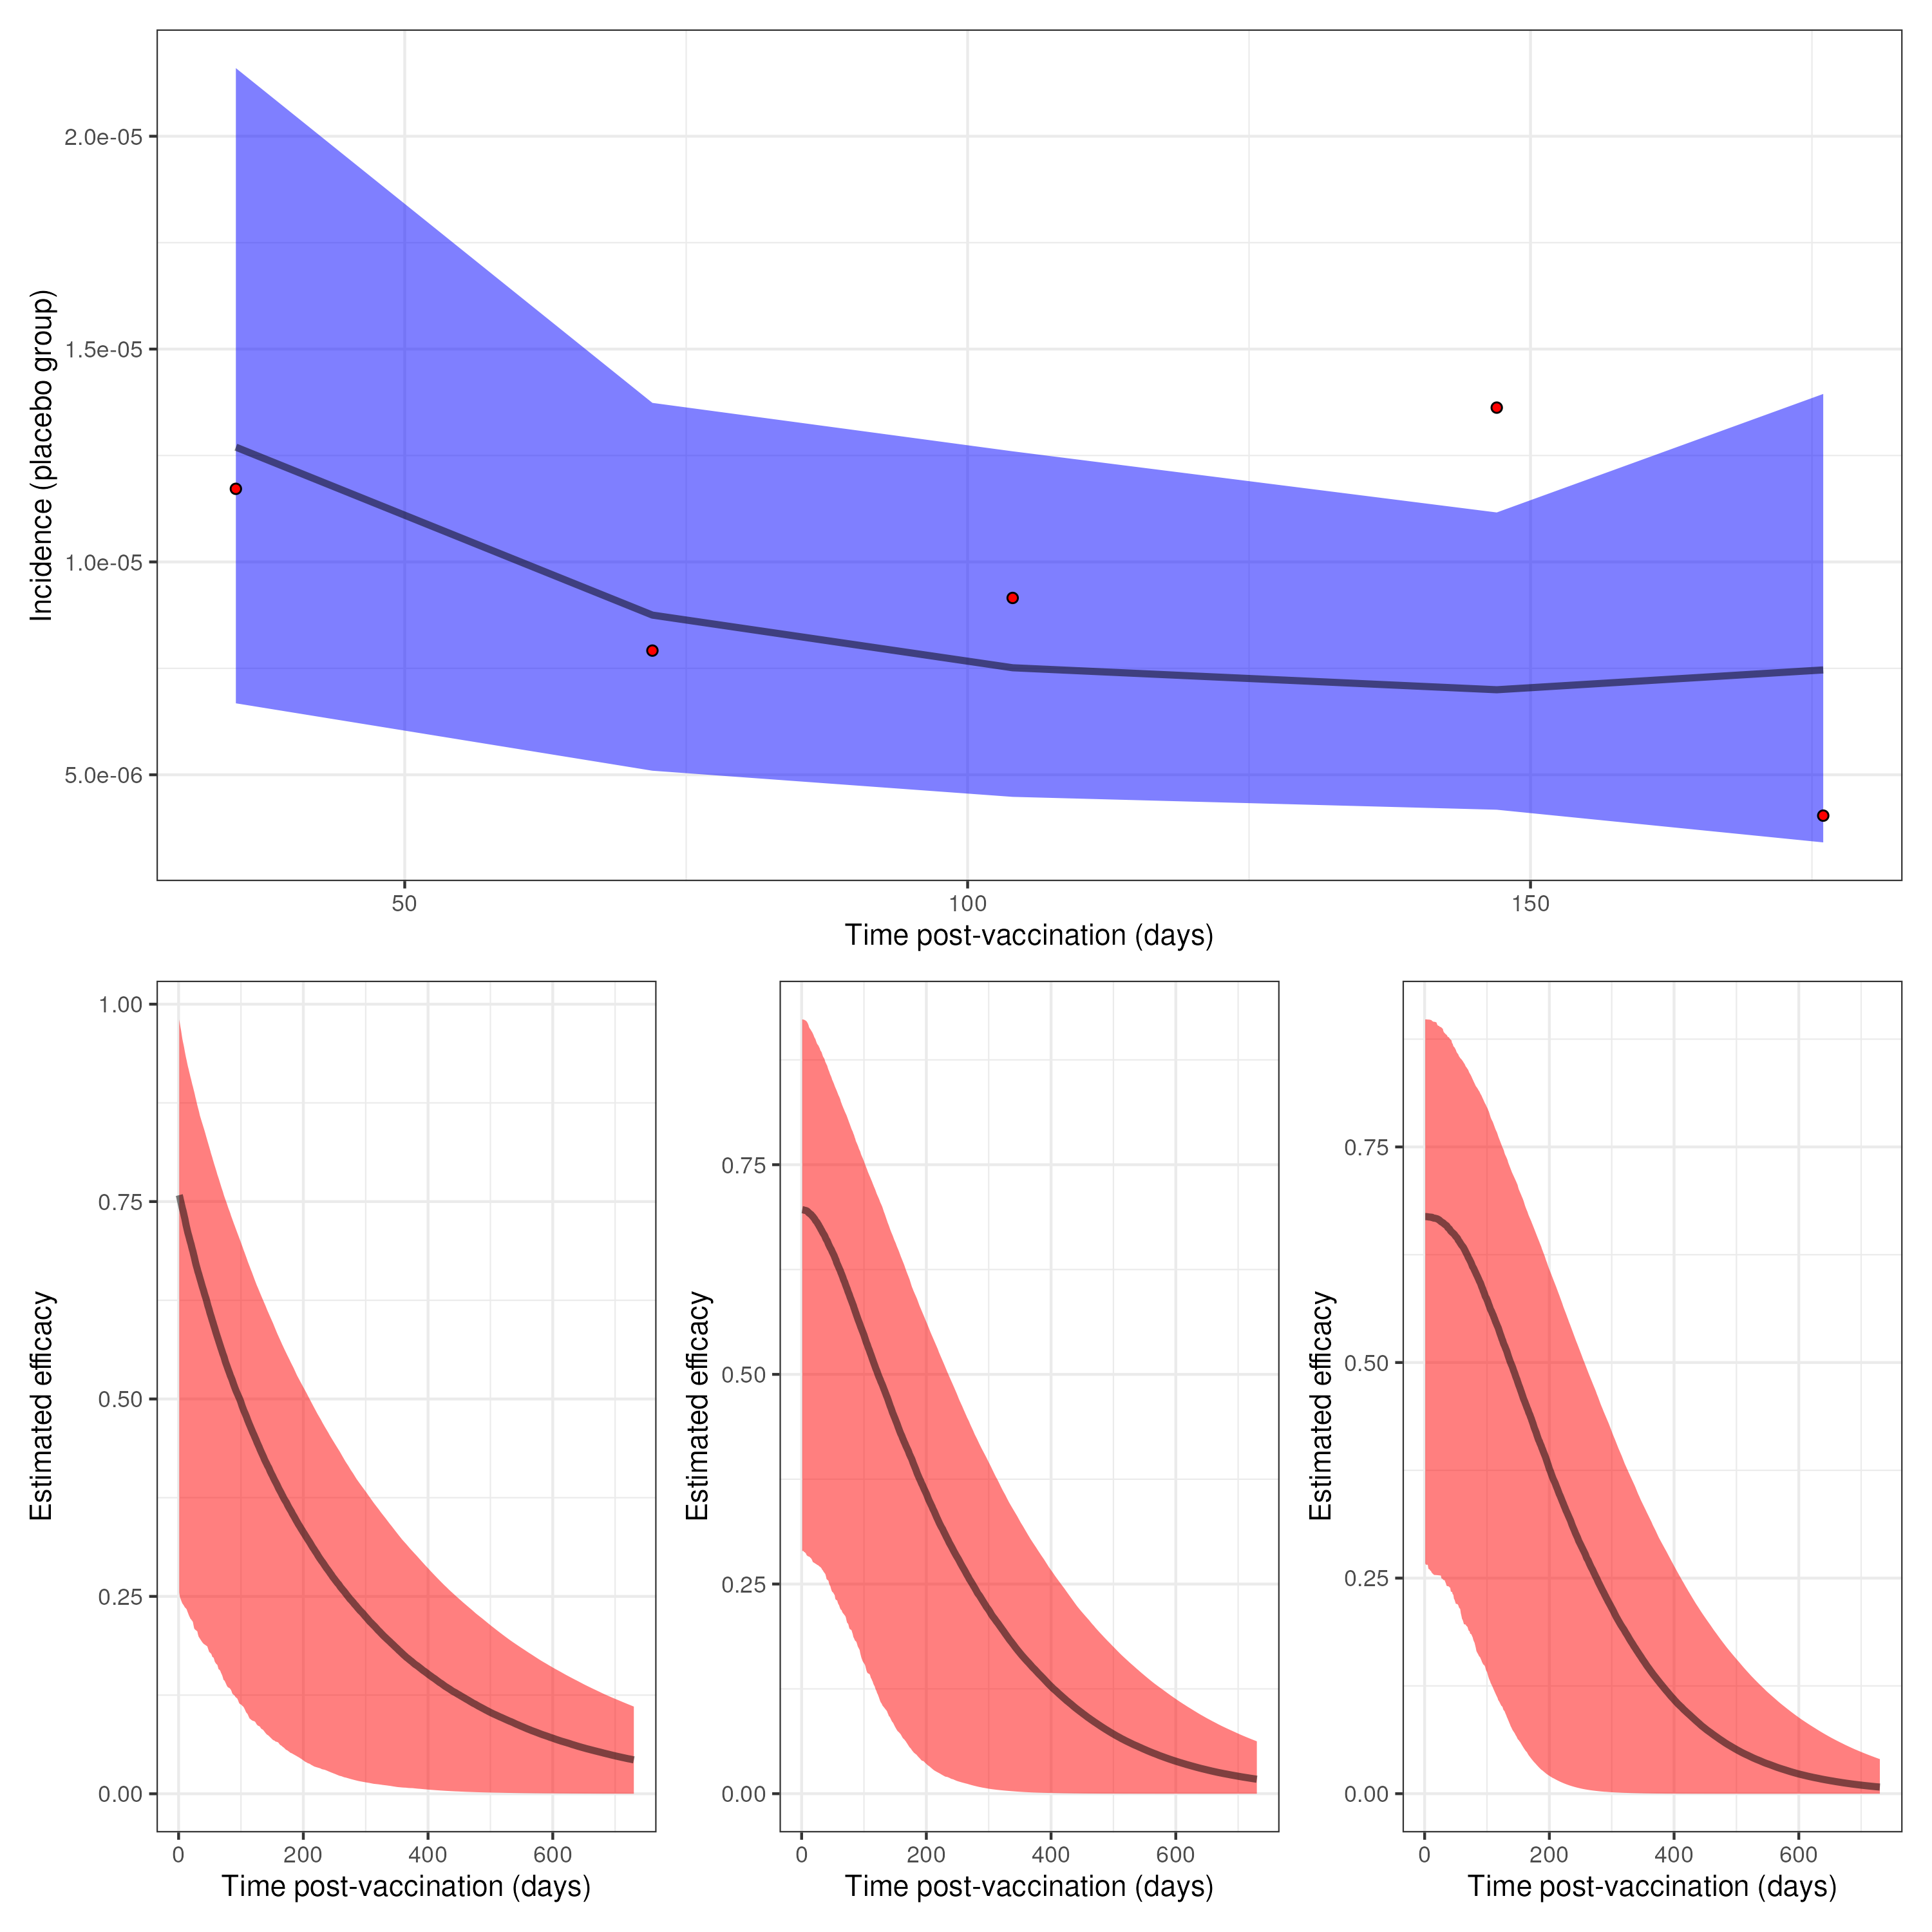 Incidence (placebo group)
2.0e-05
1.5e-05
1.0e-05
5.0e-06
50 100 150
Time post-vaccination (days)
Estimated efficacy
1.00
0.75
0.50
0.25
0.00
0 200 400 600
Time post-vaccination (days)
Estimated efficacy
0.75
0.50
0.25
0.00
0 200 400 600
Time post-vaccination (days)
Estimated efficacy
0.75
0.50
0.25
0.00
0 200 400 600
Time post-vaccination (days)